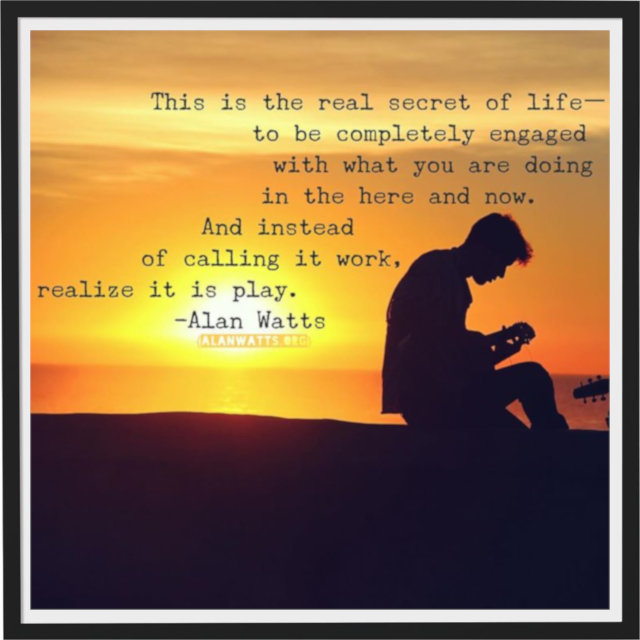 This is the real secret of life—
to be completely engaged
with what you are doing
in the here and now.
And instead
of calling it work,
realize it is play.
-Alan Watts
(ALANWATTS.ORG)